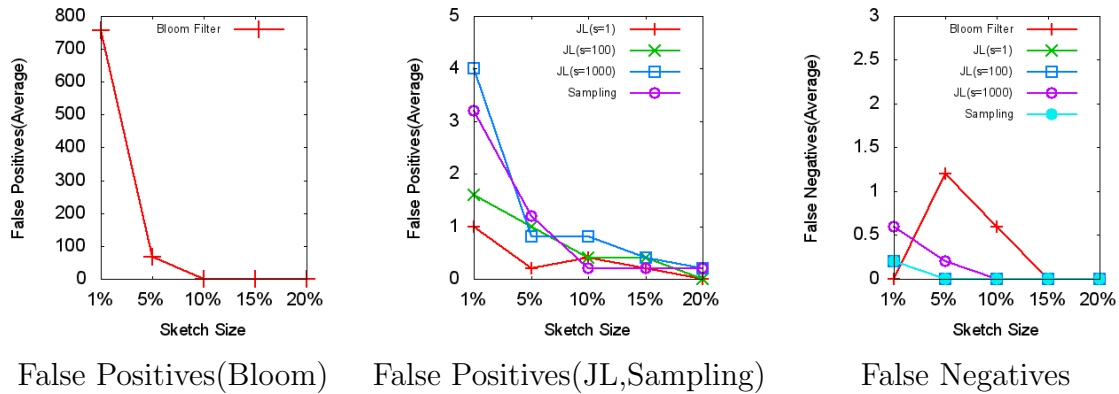 800
700
600
500
400
300
200
100
0
False Positives(Average)
Bloom Filter
1% 5% 10% 15% 20%
Sketch Size
False Positives(Bloom)
5
4
3
2
1
0
False Positives(Average)
JL(s=1)
JL(s=100)
JL(s=1000)
Sampling
1% 5% 10% 15% 20%
Sketch Size
False Positives(JL,Sampling)
3
2.5
2
1.5
1
0.5
0
False Negatives(Average)
Bloom Filter
JL(s=1)
JL(s=100)
JL(s=1000)
Sampling
1% 5% 10% 15% 20%
Sketch Size
False Negatives